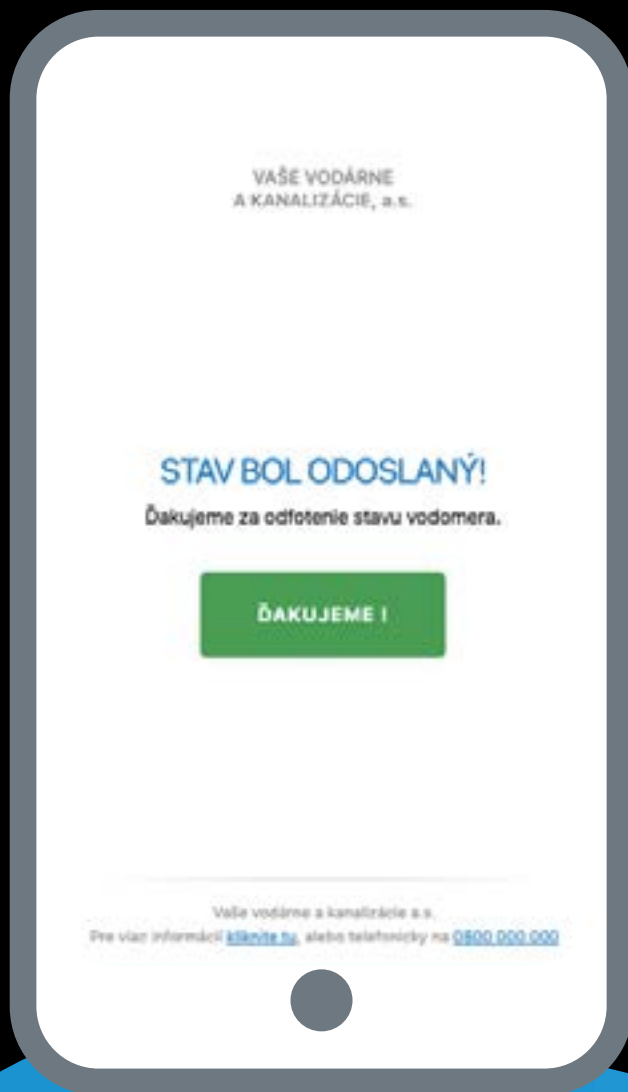 VAŠE VODÁRNE
A KANALIZÁCIE, a.s.
STAV BOL ODOSLANÝ!
Ďakujeme za odfotenie stavu vodomera.
ĎAKUJEME !
Vaše vodárne a kanalizácie a.s.
Pre viac informácií kliknite tu, alebo telefonicky na 0800 000 000